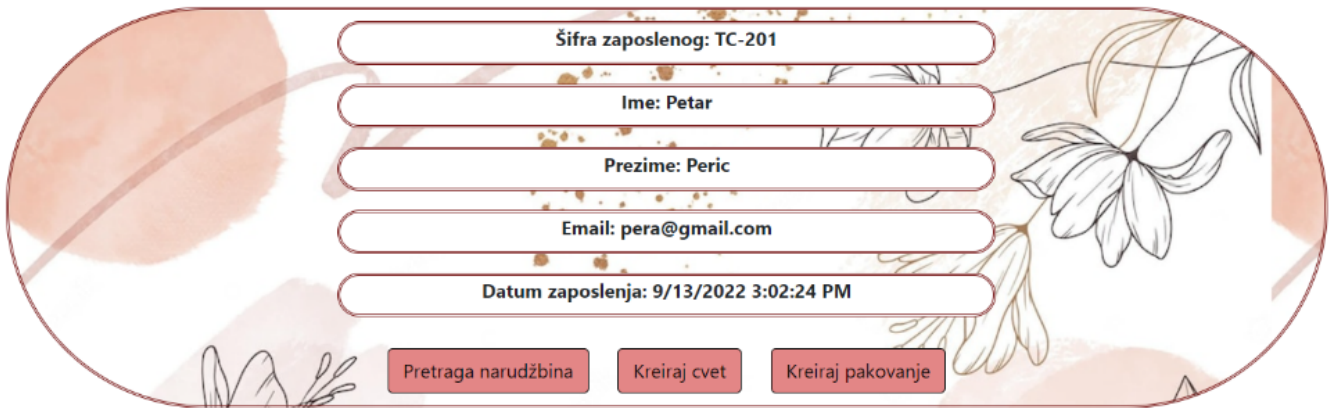 Šifra zaposlenog: TC-201
Ime: Petar
Prezime: Peric
Email: pera@gmail.com
Datum zaposlenja: 9/13/2022 3:02:24 PM
Pretraga narudžbina Kreiraj cvet Kreiraj pakovanje